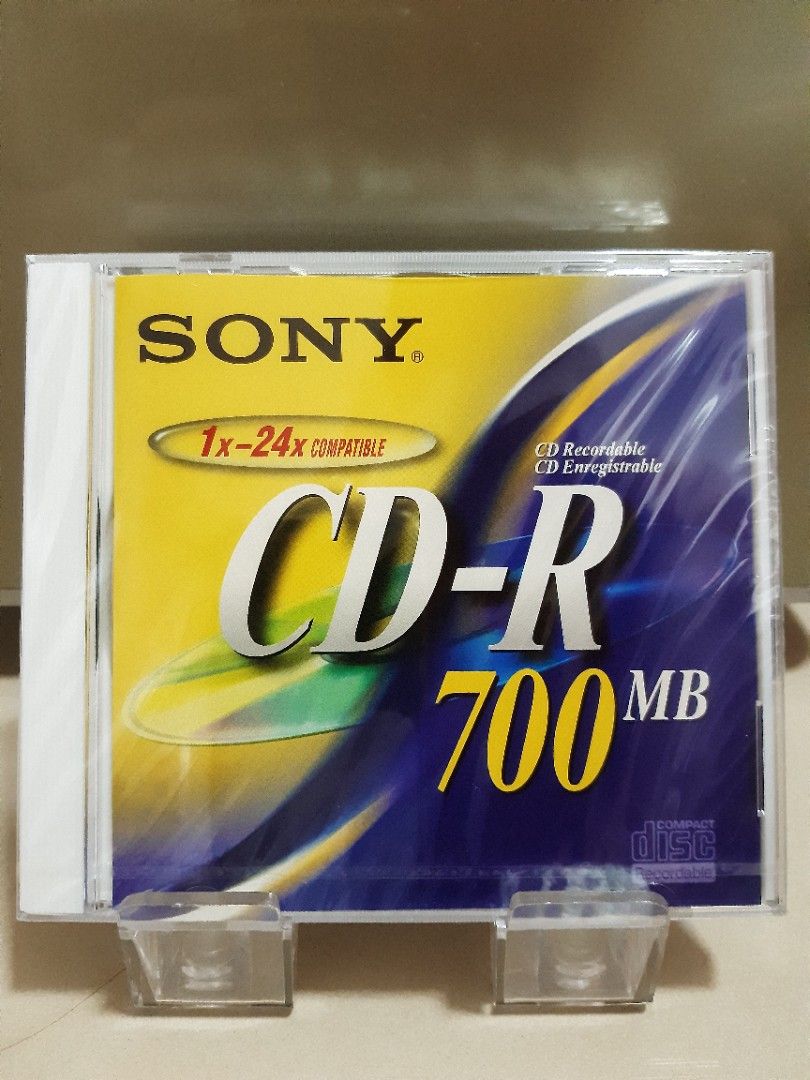 SONY®
1x-24x COMPATIBLE
CD Recordable
CD Enregistrable
CD-R
700 MB
COMPACT
disc
Recordable